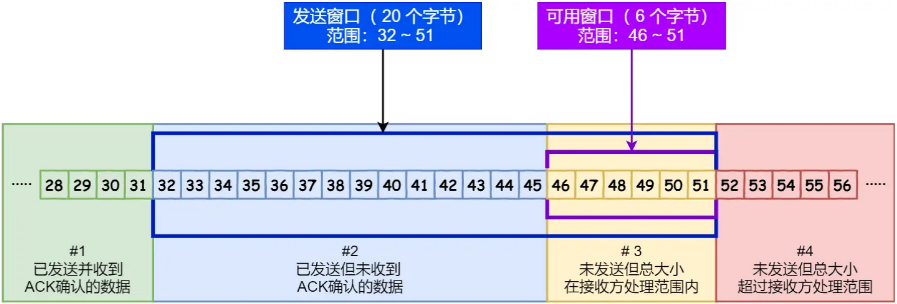 发送窗口（ 20 个字节）
范围：32 ~ 51
可用窗口（ 6 个字节）
范围：46 ~ 51
····· 28 29 30 31 32 33 34 35 36 37 38 39 40 41 42 43 44 45 46 47 48 49 50 51 52 53 54 55 56 ·····
#1
已发送并收到
ACK确认的数据
#2
已发送但未收到
ACK确认的数据
# 3
未发送但总大小
在接收方处理范围内
#4
未发送但总大小
超过接收方处理范围